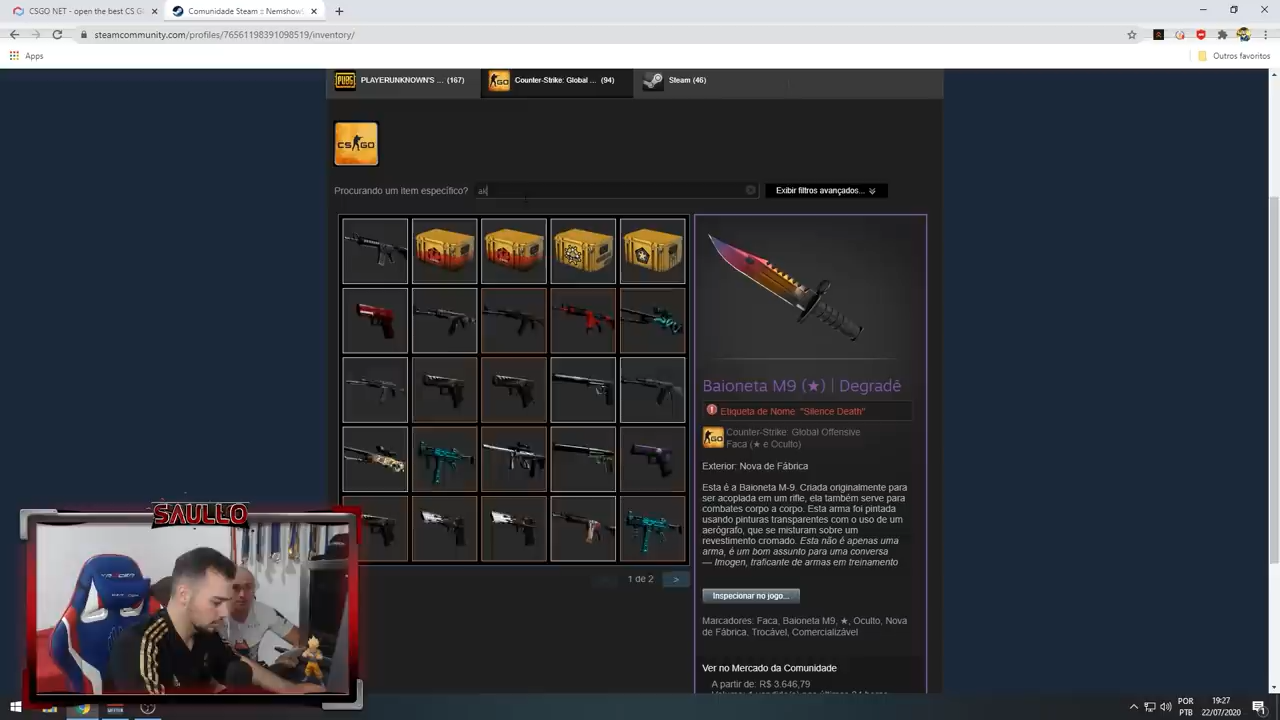 CSGO NET - open the best CS G
Comunidade Steam :: Nemshow
steamcommunity.com/profiles/76561198391098519/inventory/
Apps
Outros favoritos
PUBG
PLAYERUNKNOWN'S ... (167)
CS GO
Counter-Strike: Global ... (94)
Steam (46)
CS GO
Procurando um item específico?
ak
Exibir filtros avançados...
Baioneta M9 (★) | Degradê
Etiqueta de Nome: "Silence Death"
Counter-Strike: Global Offensive
Faca (★ e Oculto)
Exterior: Nova de Fábrica
Esta é a Baioneta M-9. Criada originalmente para
ser acoplada em um rifle, ela também serve para
combates corpo a corpo. Esta arma foi pintada
usando pinturas transparentes com o uso de um
aerógrafo, que se misturam sobre um
revestimento cromado. Esta não é apenas uma
arma, é um bom assunto para uma conversa
— Imogen, traficante de armas em treinamento
1 de 2
>
Inspecionar no jogo...
Marcadores: Faca, Baioneta M9, ★, Oculto, Nova
de Fábrica, Trocável, Comercializável
Ver no Mercado da Comunidade
A partir de: R$ 3.646,79
SAULLO
POR
PTB
19:27
22/07/2020